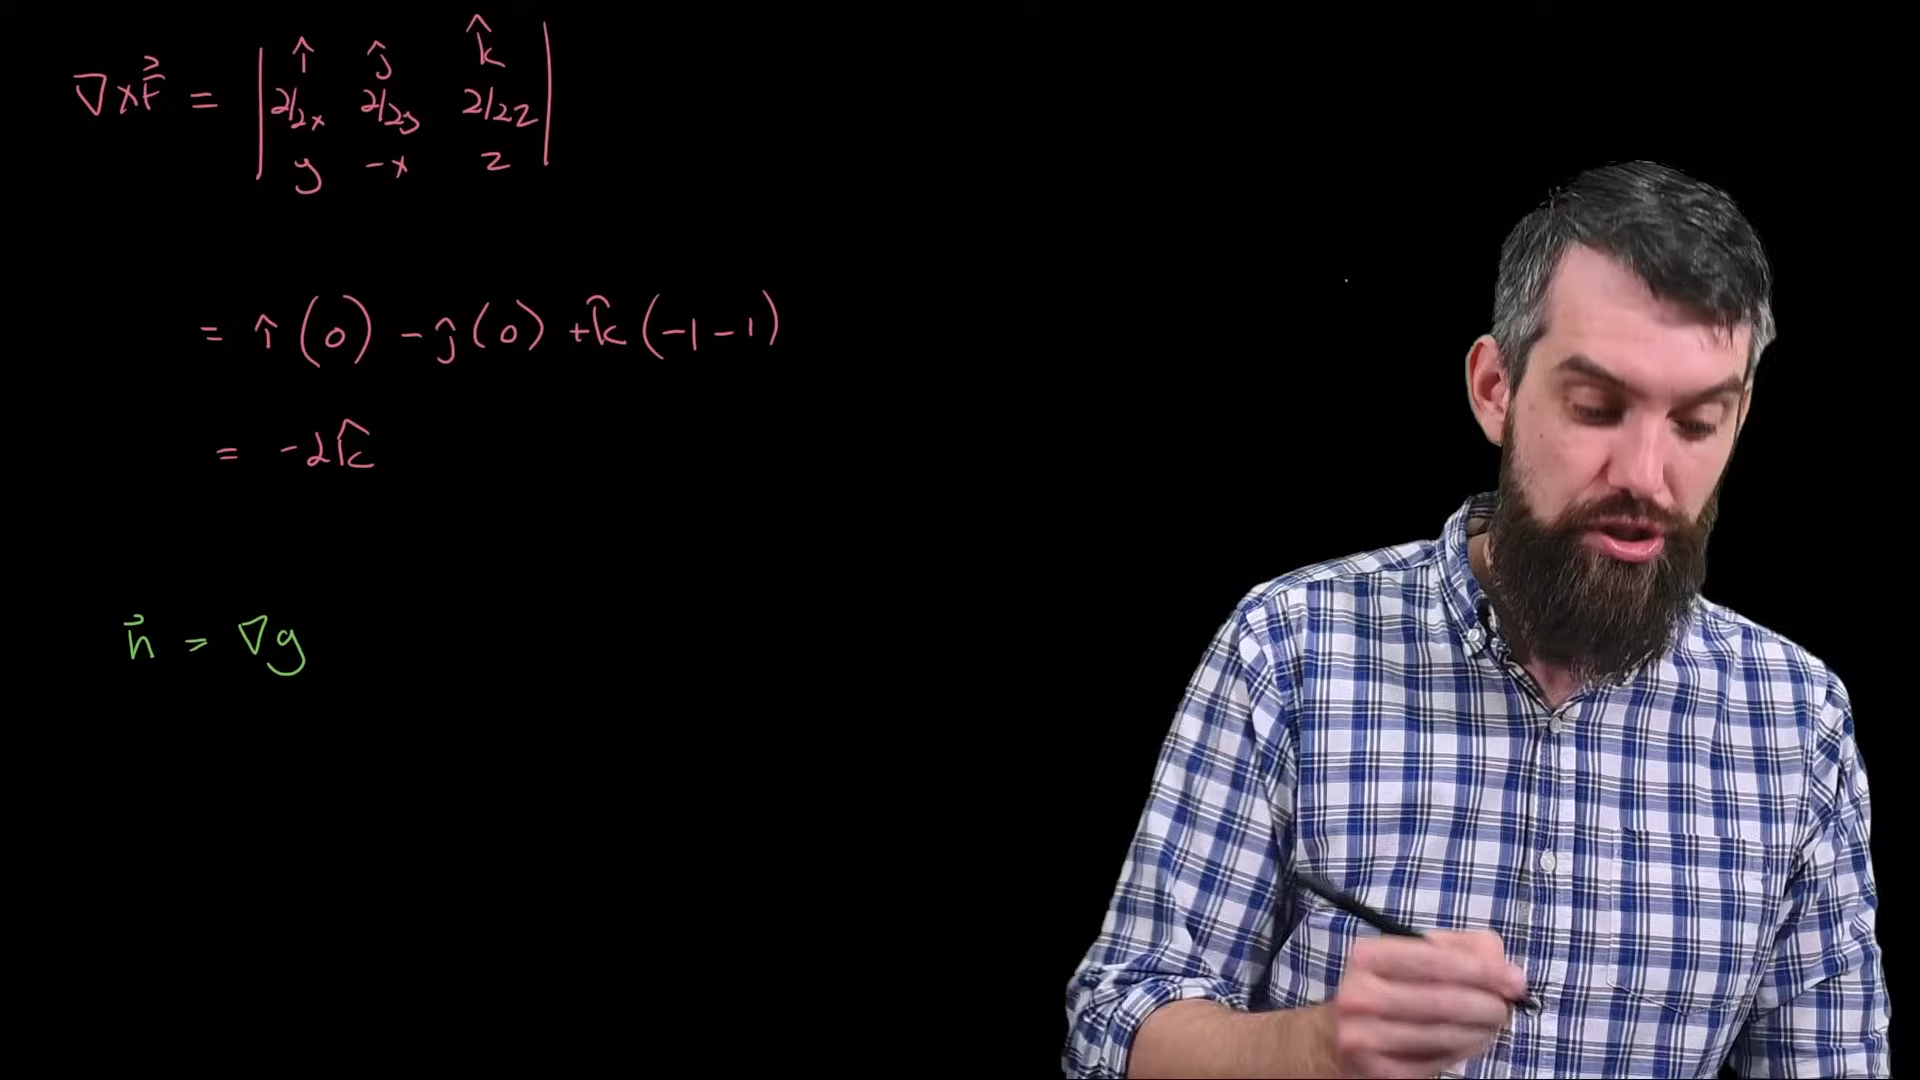 ∇×F⃗ = | î ĵ k̂ |
| ∂/∂x ∂/∂y ∂/∂z |
| y -x z |
= î(0) - ĵ(0) + k̂(-1-1)
= -2k̂
n⃗ = ∇g